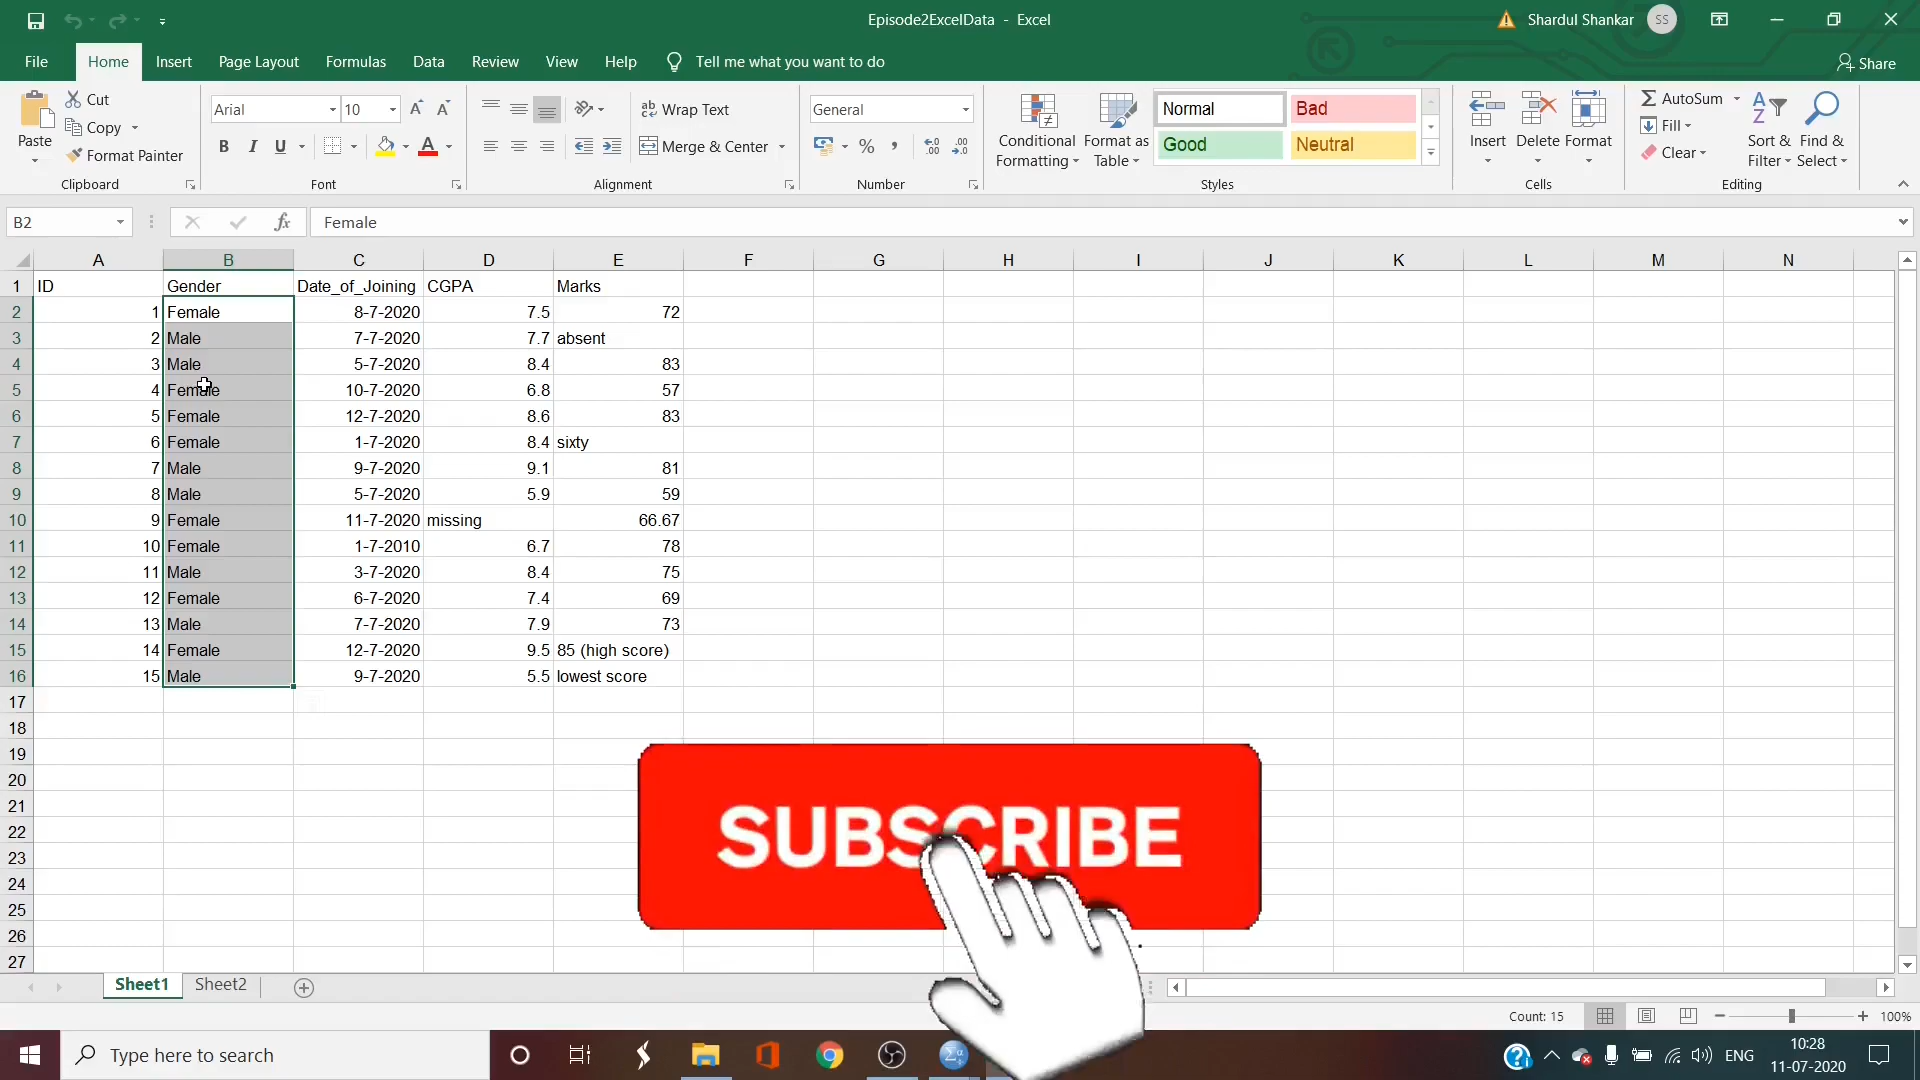 Episode2ExcelData - Excel
Shardul Shankar SS
File Home Insert Page Layout Formulas Data Review View Help Tell me what you want to do Share
Paste
Cut
Copy
Format Painter
Clipboard
Arial 10
B I U
Font
Wrap Text
Merge & Center
Alignment
General
Number
Conditional Formatting
Format as Table
Normal Bad
Good Neutral
Styles
Insert Delete Format
Cells
AutoSum
Fill
Clear
Sort & Filter
Find & Select
Editing
B2 fx Female
A B C D E F G H I J K L M N
1 ID Gender Date_of_Joining CGPA Marks
2 1 Female 8-7-2020 7.5 72
3 2 Male 7-7-2020 7.7 absent
4 3 Male 5-7-2020 8.4 83
5 4 Female 10-7-2020 6.8 57
6 5 Female 12-7-2020 8.6 83
7 6 Female 1-7-2020 8.4 sixty
8 7 Male 9-7-2020 9.1 81
9 8 Male 5-7-2020 5.9 59
10 9 Female 11-7-2020 missing 66.67
11 10 Female 1-7-2010 6.7 78
12 11 Male 3-7-2020 8.4 75
13 12 Female 6-7-2020 7.4 69
14 13 Male 7-7-2020 7.9 73
15 14 Female 12-7-2020 9.5 85 (high score)
16 15 Male 9-7-2020 5.5 lowest score
17
18
19
20
21
22
23
24
25
26
27
SUBSCRIBE
Sheet1 Sheet2
Count: 15 100%
Type here to search
ENG
10:28
11-07-2020